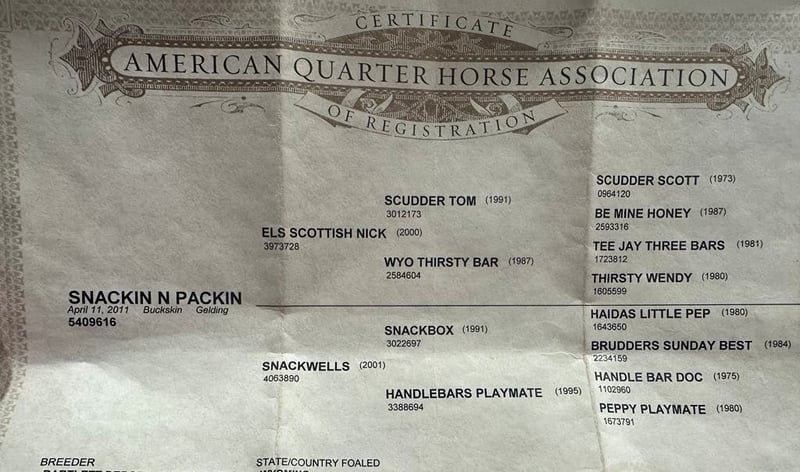 CERTIFICATE
AMERICAN QUARTER HORSE ASSOCIATION
OF REGISTRATION
SCUDDER SCOTT (1973)
0964120
SCUDDER TOM (1991)
3012173
BE MINE HONEY (1987)
2593316
ELS SCOTTISH NICK (2000)
3973728
TEE JAY THREE BARS (1981)
1723812
WYO THIRSTY BAR (1987)
2584604
THIRSTY WENDY (1980)
1605599
SNACKIN N PACKIN
April 11, 2011 Buckskin Gelding
5409616
HAIDAS LITTLE PEP (1980)
1643650
SNACKBOX (1991)
3022697
BRUDDERS SUNDAY BEST (1984)
2234159
SNACKWELLS (2001)
4063890
HANDLE BAR DOC (1975)
1102960
HANDLEBARS PLAYMATE (1995)
3388694
PEPPY PLAYMATE (1980)
1673791
BREEDER
STATE/COUNTRY FOALED